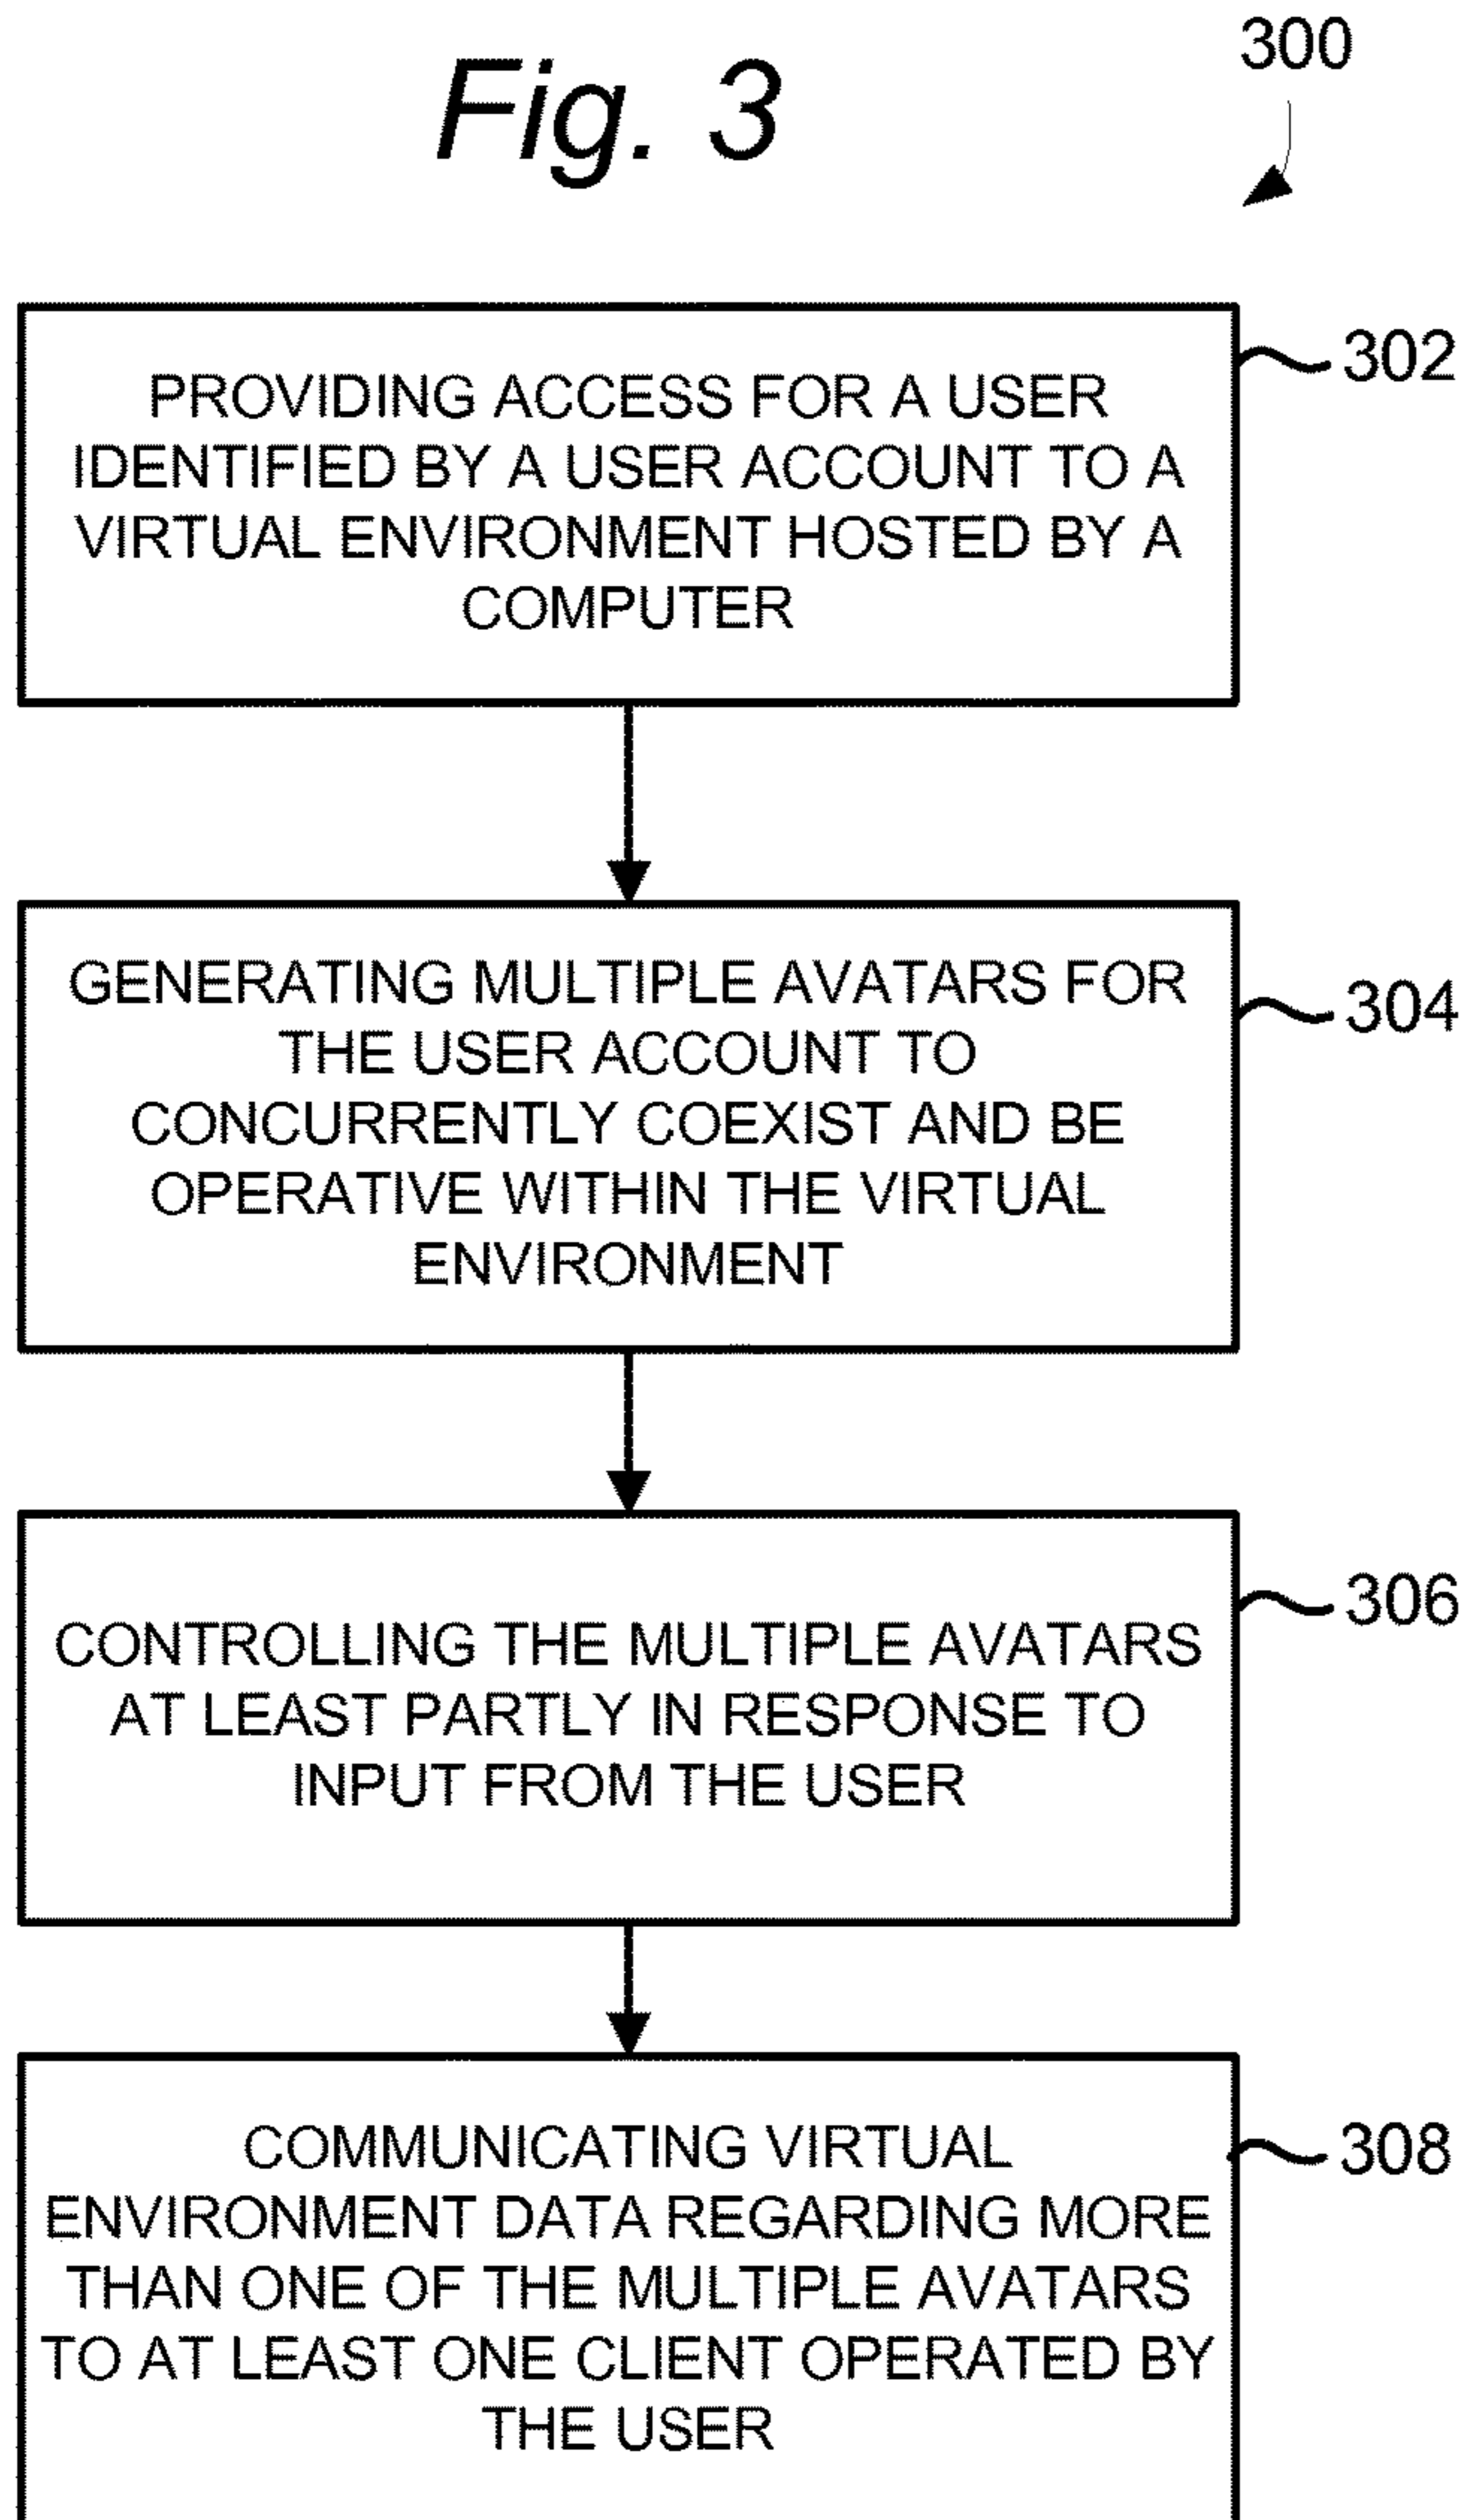 Fig. 3
300
PROVIDING ACCESS FOR A USER
IDENTIFIED BY A USER ACCOUNT TO A
VIRTUAL ENVIRONMENT HOSTED BY A
COMPUTER
302
GENERATING MULTIPLE AVATARS FOR
THE USER ACCOUNT TO
CONCURRENTLY COEXIST AND BE
OPERATIVE WITHIN THE VIRTUAL
ENVIRONMENT
304
CONTROLLING THE MULTIPLE AVATARS
AT LEAST PARTLY IN RESPONSE TO
INPUT FROM THE USER
306
COMMUNICATING VIRTUAL
ENVIRONMENT DATA REGARDING MORE
THAN ONE OF THE MULTIPLE AVATARS
TO AT LEAST ONE CLIENT OPERATED BY
THE USER
308